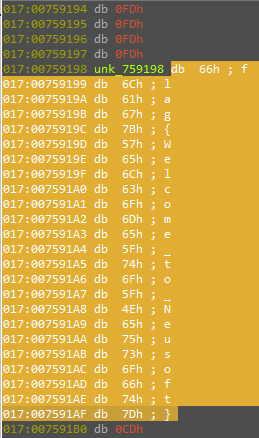 017:00759194 db 0FDh
017:00759195 db 0FDh
017:00759196 db 0FDh
017:00759197 db 0FDh
017:00759198 unk_759198 db 66h ; f
017:00759199 db 6Ch ; l
017:0075919A db 61h ; a
017:0075919B db 67h ; g
017:0075919C db 7Bh ; {
017:0075919D db 57h ; W
017:0075919E db 65h ; e
017:0075919F db 6Ch ; l
017:007591A0 db 63h ; c
017:007591A1 db 6Fh ; o
017:007591A2 db 6Dh ; m
017:007591A3 db 65h ; e
017:007591A4 db 5Fh ; _
017:007591A5 db 74h ; t
017:007591A6 db 6Fh ; o
017:007591A7 db 5Fh ; _
017:007591A8 db 4Eh ; N
017:007591A9 db 65h ; e
017:007591AA db 75h ; u
017:007591AB db 73h ; s
017:007591AC db 6Fh ; o
017:007591AD db 66h ; f
017:007591AE db 74h ; t
017:007591AF db 7Dh ; }
017:007591B0 db 0CDh